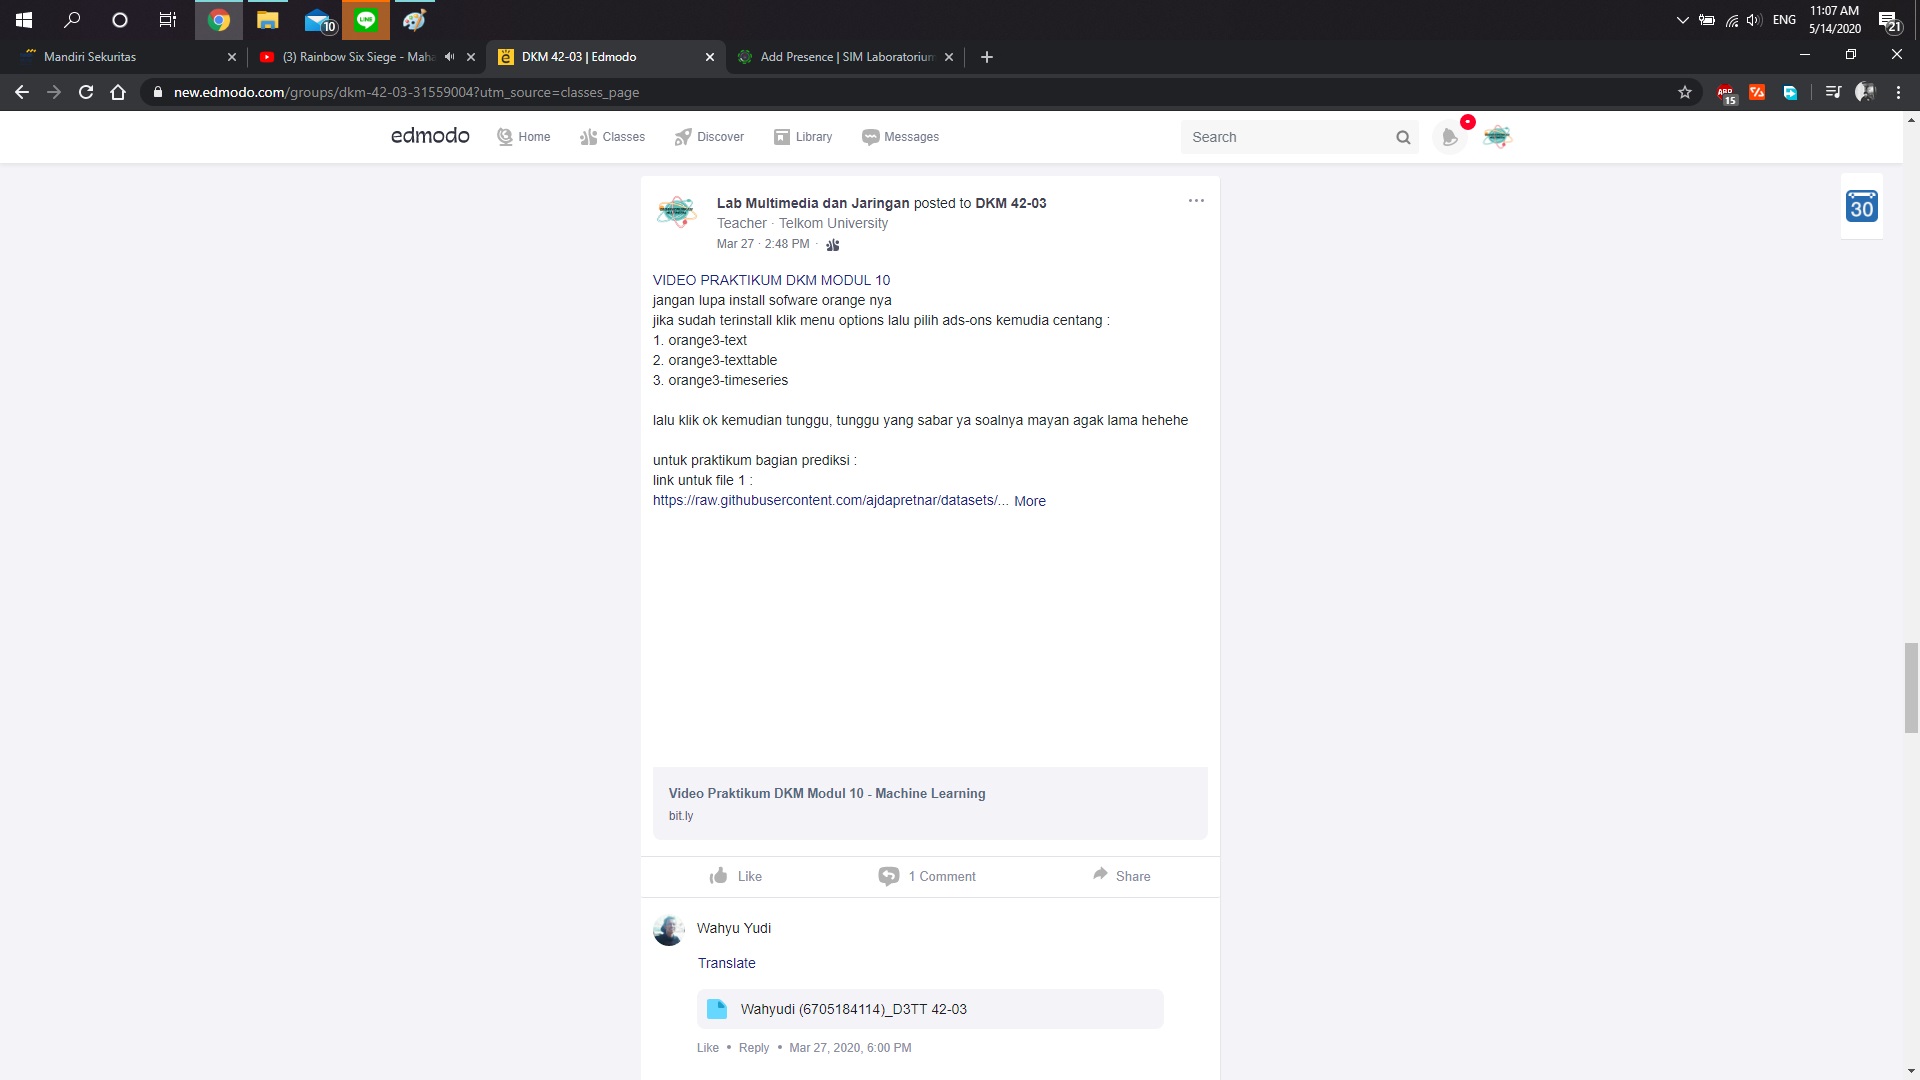 10
LINE
ENG
11:07 AM
5/14/2020
21
Mandiri Sekuritas
(3) Rainbow Six Siege - Maha
DKM 42-03 | Edmodo
Add Presence | SIM Laboratorium
new.edmodo.com/groups/dkm-42-03-31559004?utm_source=classes_page
ABP
15
edmodo
Home
Classes
Discover
Library
Messages
Search
30
Lab Multimedia dan Jaringan posted to DKM 42-03
Teacher · Telkom University
Mar 27 · 2:48 PM ·
VIDEO PRAKTIKUM DKM MODUL 10
jangan lupa install sofware orange nya
jika sudah terinstall klik menu options lalu pilih ads-ons kemudia centang :
1. orange3-text
2. orange3-texttable
3. orange3-timeseries
lalu klik ok kemudian tunggu, tunggu yang sabar ya soalnya mayan agak lama hehehe
untuk praktikum bagian prediksi :
link untuk file 1 :
https://raw.githubusercontent.com/ajdapretnar/datasets/... More
Video Praktikum DKM Modul 10 - Machine Learning
bit.ly
Like
1 Comment
Share
Wahyu Yudi
Translate
Wahyudi (6705184114)_D3TT 42-03
Like • Reply • Mar 27, 2020, 6:00 PM